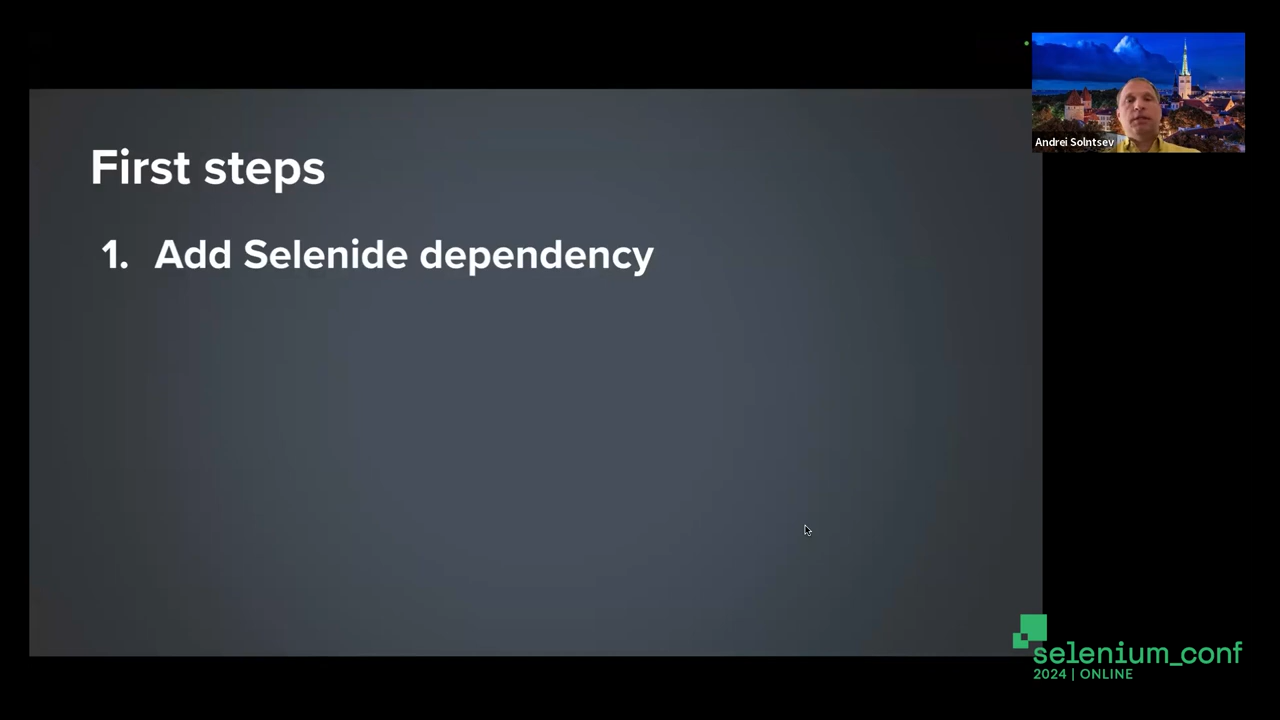 Andrei Solntsev
First steps
1. Add Selenide dependency
selenium_conf
2024 | ONLINE